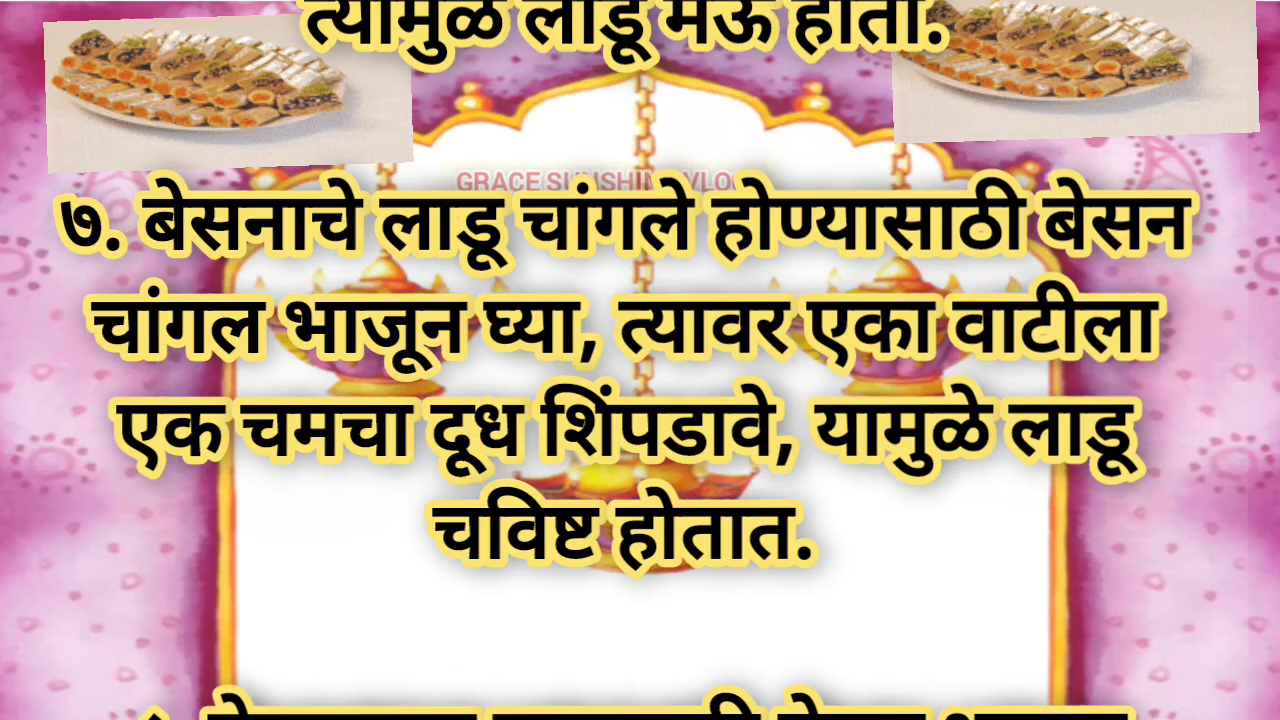 त्यामुळे लाडू मऊ होतो.
GRACE SUNSHINE VLOG
७. बेसनाचे लाडू चांगले होण्यासाठी बेसन
चांगल भाजून घ्या, त्यावर एका वाटीला
एक चमचा दूध शिंपडावे, यामुळे लाडू
चविष्ट होतात.